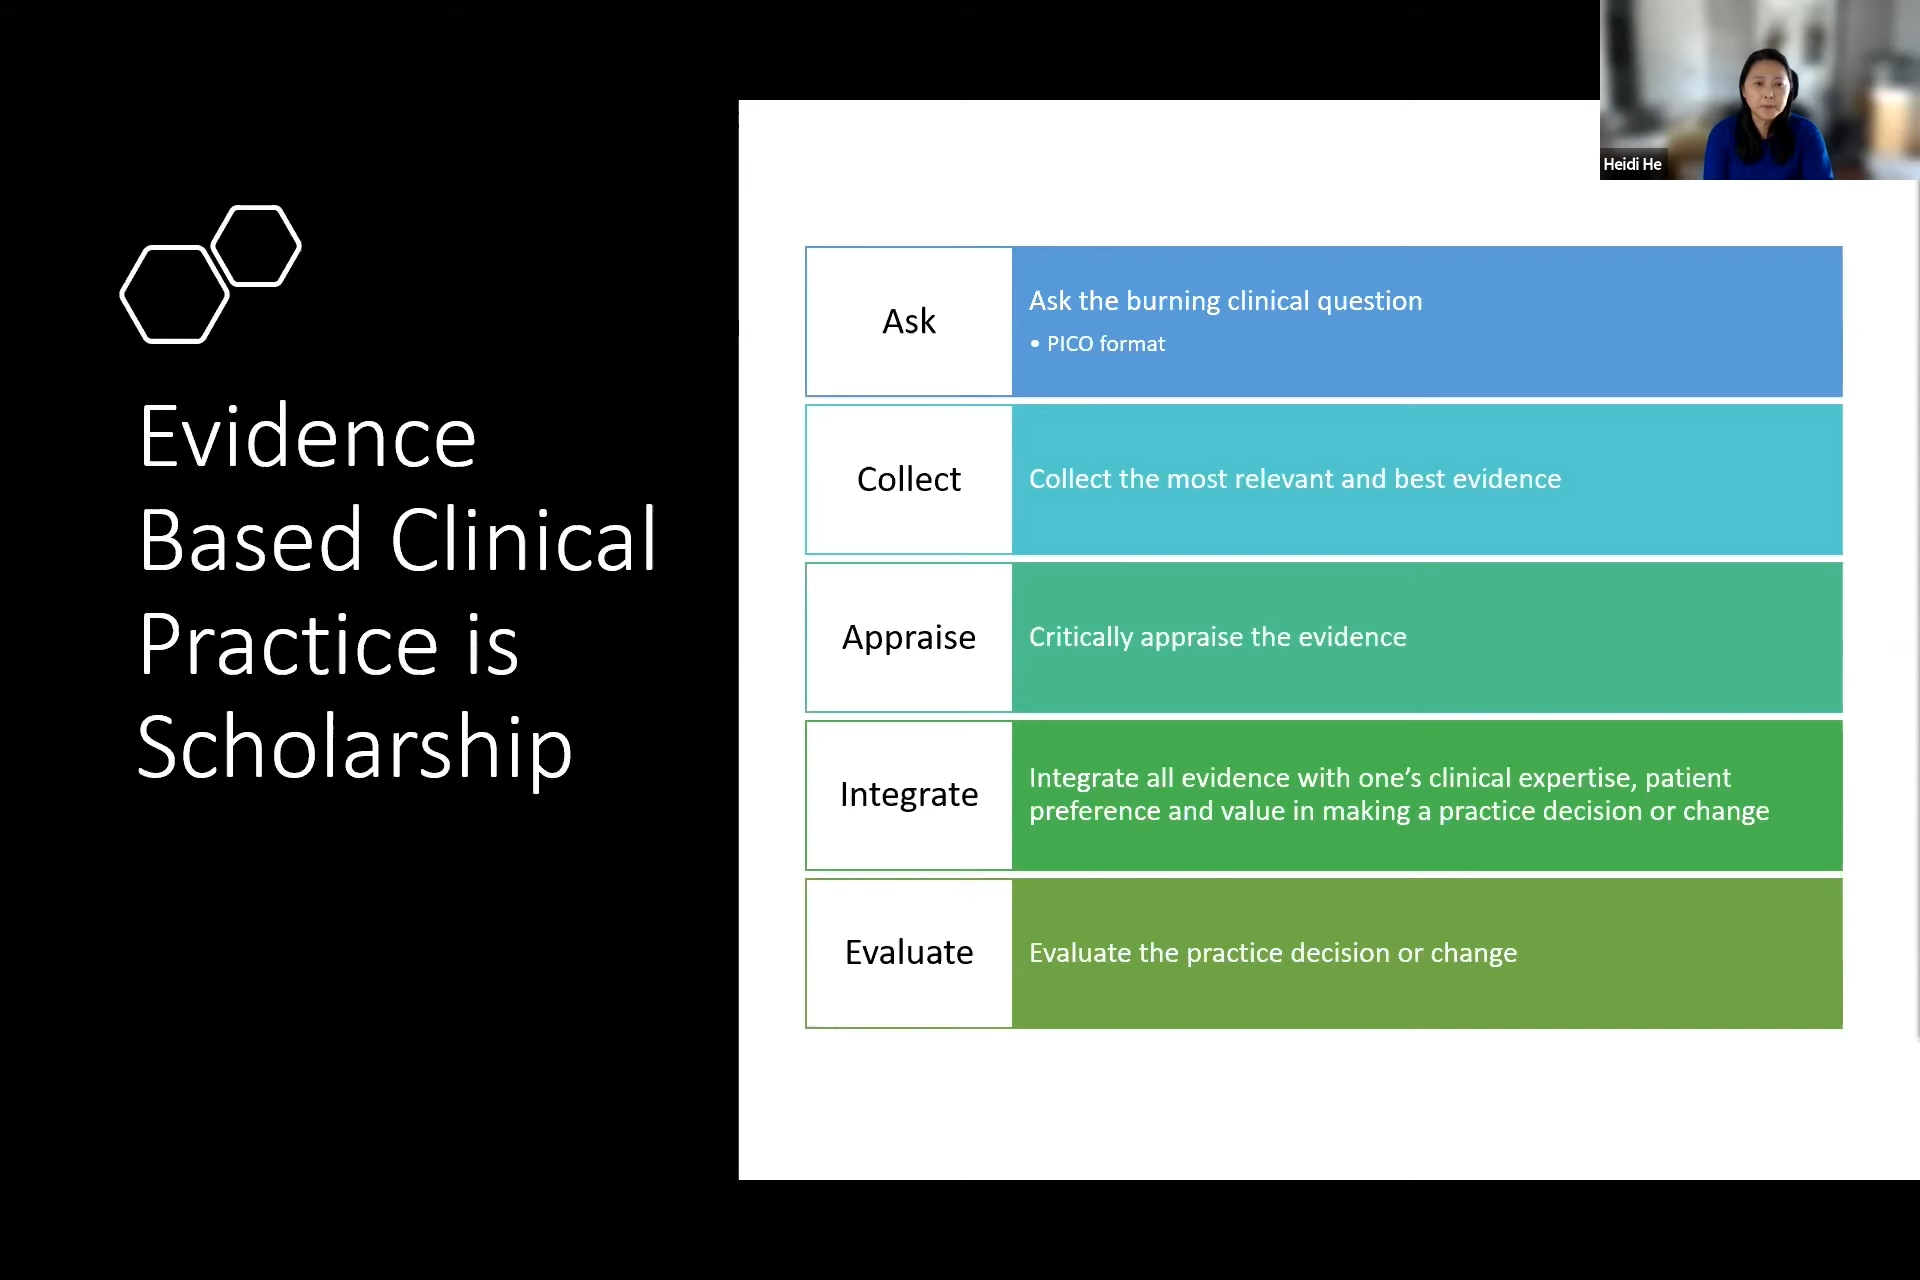 Heidi He
Evidence
Based Clinical
Practice is
Scholarship
Ask
Ask the burning clinical question
• PICO format
Collect
Collect the most relevant and best evidence
Appraise
Critically appraise the evidence
Integrate
Integrate all evidence with one’s clinical expertise, patient
preference and value in making a practice decision or change
Evaluate
Evaluate the practice decision or change